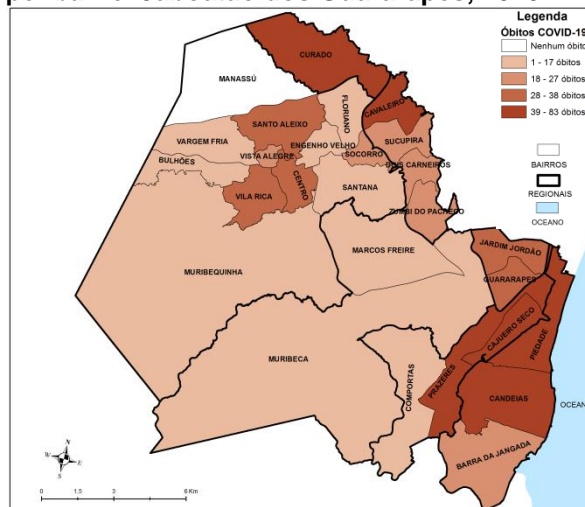 Legenda
Óbitos COVID-19
Nenhum óbito
1 - 17 óbitos
18 - 27 óbitos
28 - 38 óbitos
39 - 83 óbitos
BAIRROS
REGIONAIS
OCEANO
CURADO
MANASSÚ
FLORIANO
CAVALEIRO
SANTO ALEIXO
VARGEM FRIA
ENGENHO VELHO
SUCUPIRA
VISTA ALEGRE
SOCORRO
BULHÕES
DOIS CARNEIROS
CENTRO
VILA RICA
SANTANA
ZUMBI DO PACHECO
MARCOS FREIRE
JARDIM JORDÃO
MURIBEQUINHA
GUARARAPES
CAJUEIRO SECO
PIEDADE
MURIBECA
COMPORTAS
PRAZERES
CANDEIAS
OCEAN
BARRA DA JANGADA
N
W E
S
0 1,5 3 6 Km